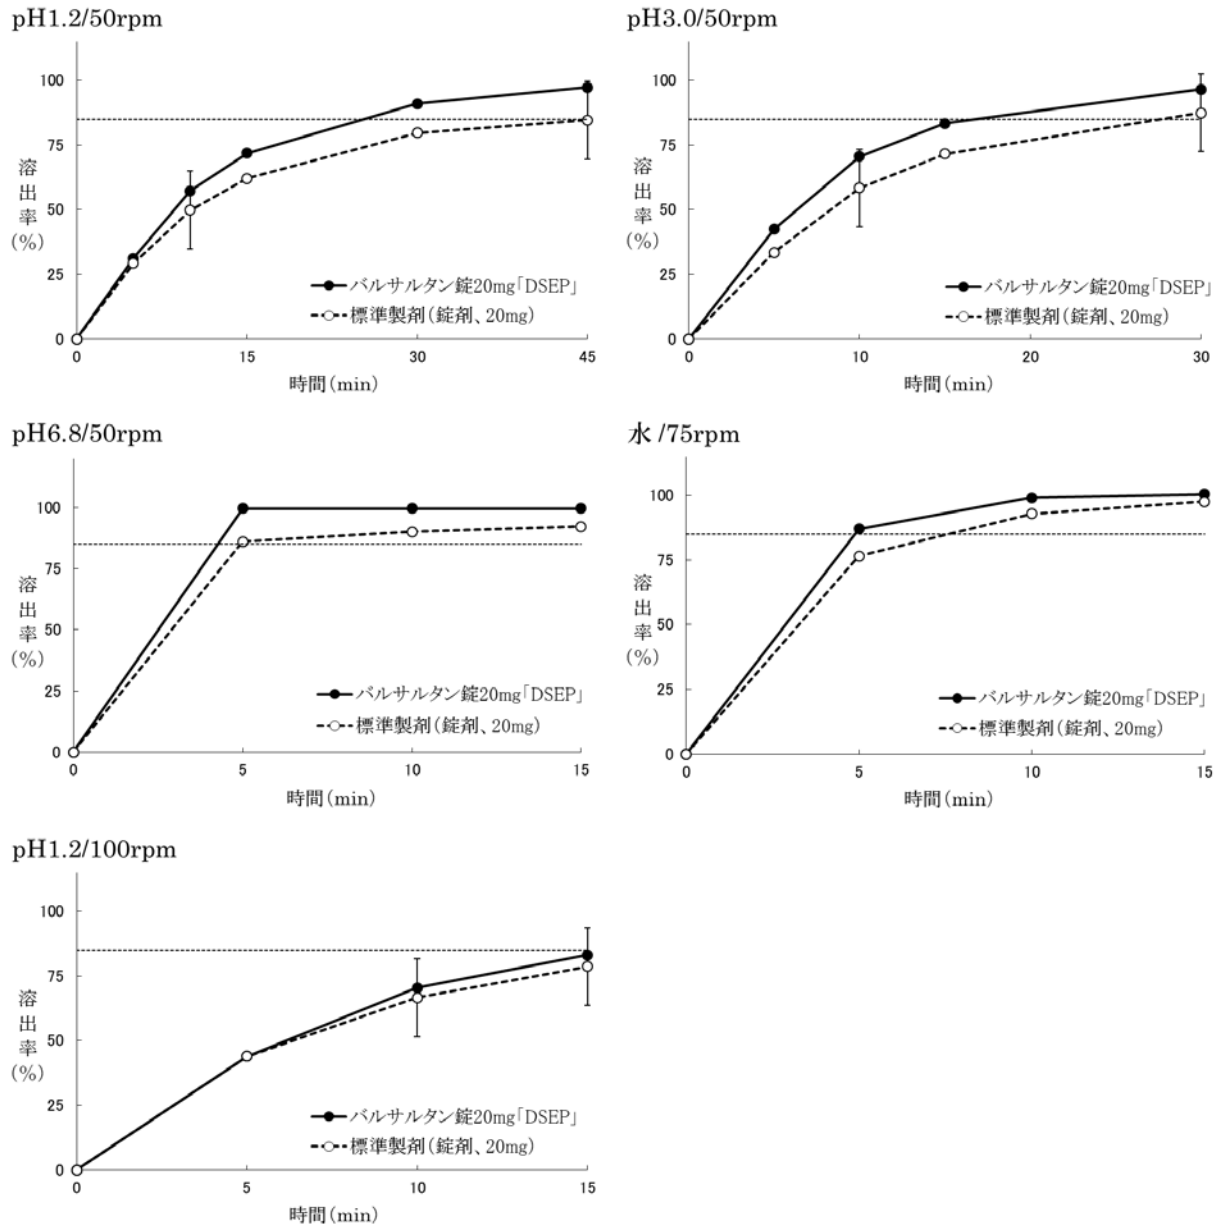 pH1.2/50rpm
100
75
50
25
0
溶出率(%)
0 15 30 45
時間(min)
バルサルタン錠20mg「DSEP」
標準製剤(錠剤、20mg)
pH3.0/50rpm
100
75
50
25
0
溶出率(%)
0 10 20 30
時間(min)
バルサルタン錠20mg「DSEP」
標準製剤(錠剤、20mg)
pH6.8/50rpm
100
75
50
25
0
溶出率(%)
0 5 10 15
時間(min)
バルサルタン錠20mg「DSEP」
標準製剤(錠剤、20mg)
水 /75rpm
100
75
50
25
0
溶出率(%)
0 5 10 15
時間(min)
バルサルタン錠20mg「DSEP」
標準製剤(錠剤、20mg)
pH1.2/100rpm
100
75
50
25
0
溶出率(%)
0 5 10 15
時間(min)
バルサルタン錠20mg「DSEP」
標準製剤(錠剤、20mg)